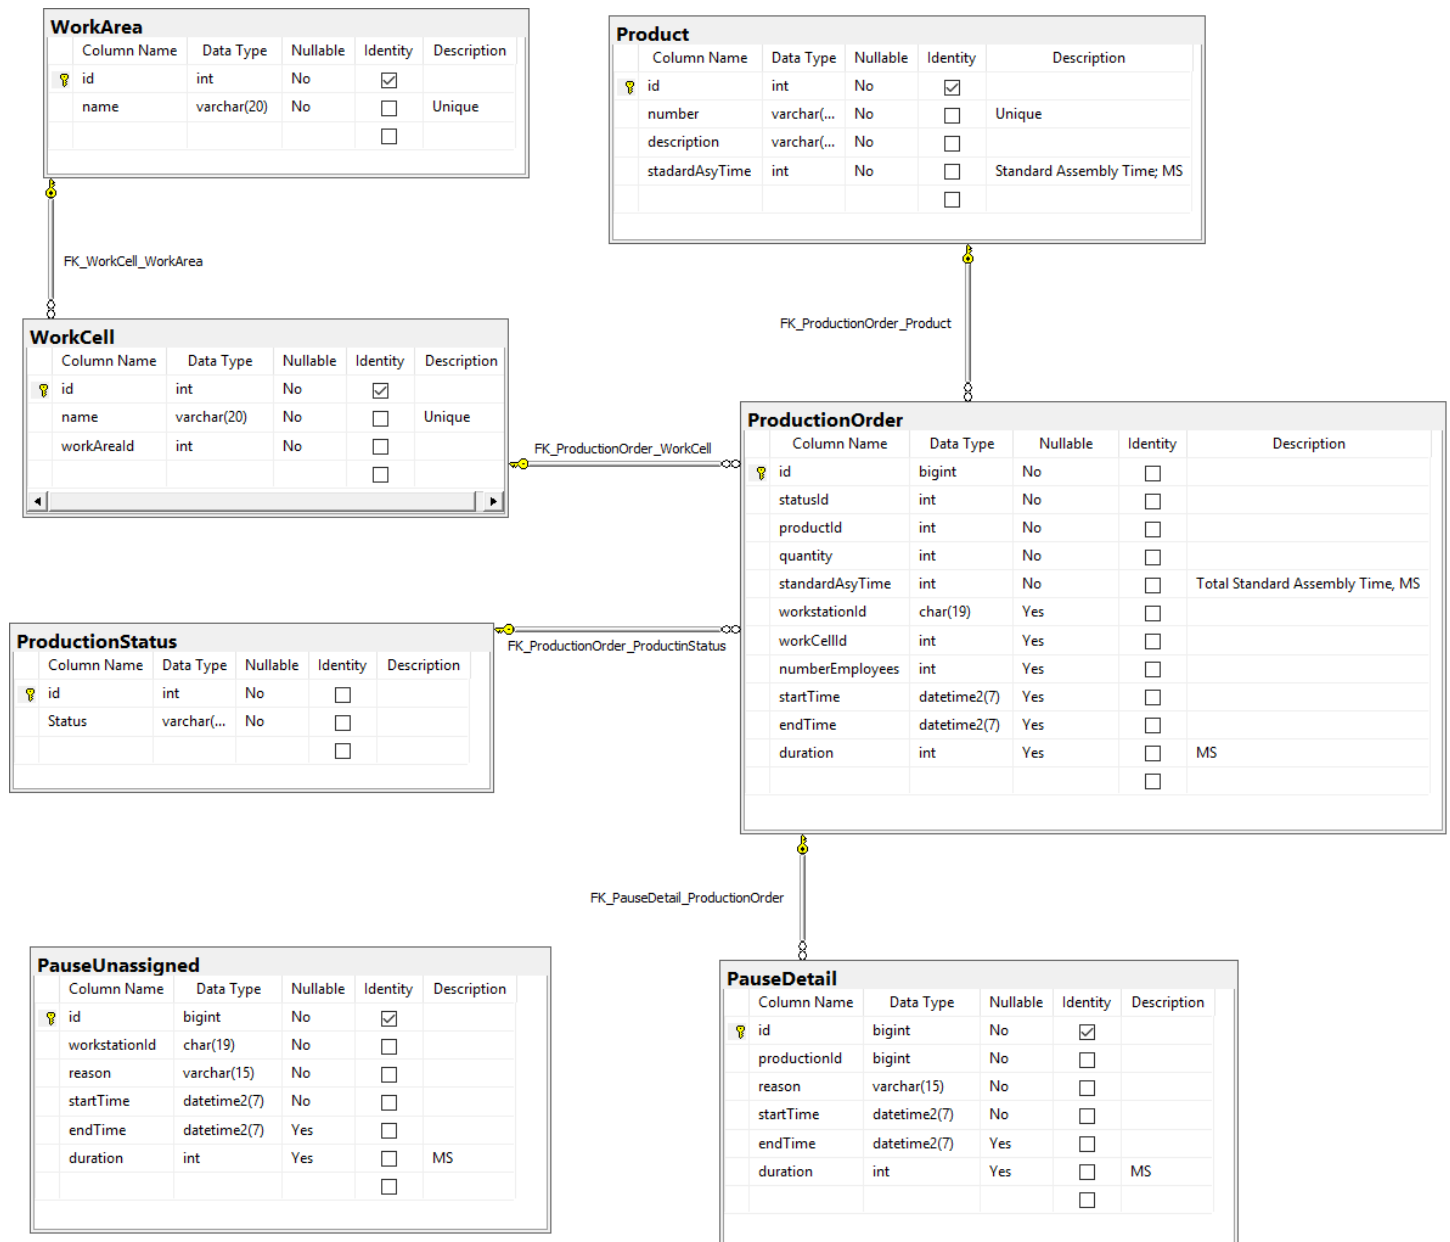 WorkArea
Column Name Data Type Nullable Identity Description
id int No
name varchar(20) No Unique
FK_WorkCell_WorkArea
Product
Column Name Data Type Nullable Identity Description
id int No
number varchar(... No Unique
description varchar(... No
stadardAsyTime int No Standard Assembly Time; MS
FK_ProductionOrder_Product
WorkCell
Column Name Data Type Nullable Identity Description
id int No
name varchar(20) No Unique
workAreaId int No
FK_ProductionOrder_WorkCell
ProductionOrder
Column Name Data Type Nullable Identity Description
id bigint No
statusId int No
productId int No
quantity int No
standardAsyTime int No Total Standard Assembly Time, MS
workstationId char(19) Yes
workCellId int Yes
numberEmployees int Yes
startTime datetime2(7) Yes
endTime datetime2(7) Yes
duration int Yes MS
ProductionStatus
Column Name Data Type Nullable Identity Description
id int No
Status varchar(... No
FK_ProductionOrder_ProductinStatus
FK_PauseDetail_ProductionOrder
PauseUnassigned
Column Name Data Type Nullable Identity Description
id bigint No
workstationId char(19) No
reason varchar(15) No
startTime datetime2(7) No
endTime datetime2(7) Yes
duration int Yes MS
PauseDetail
Column Name Data Type Nullable Identity Description
id bigint No
productionId bigint No
reason varchar(15) No
startTime datetime2(7) No
endTime datetime2(7) Yes
duration int Yes MS